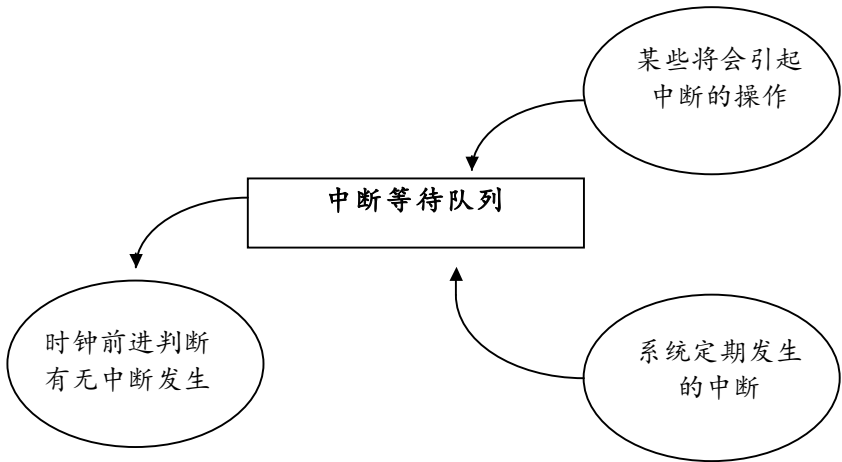 某些将会引起
中断的操作
中断等待队列
时钟前进判断
有无中断发生
系统定期发生
的中断